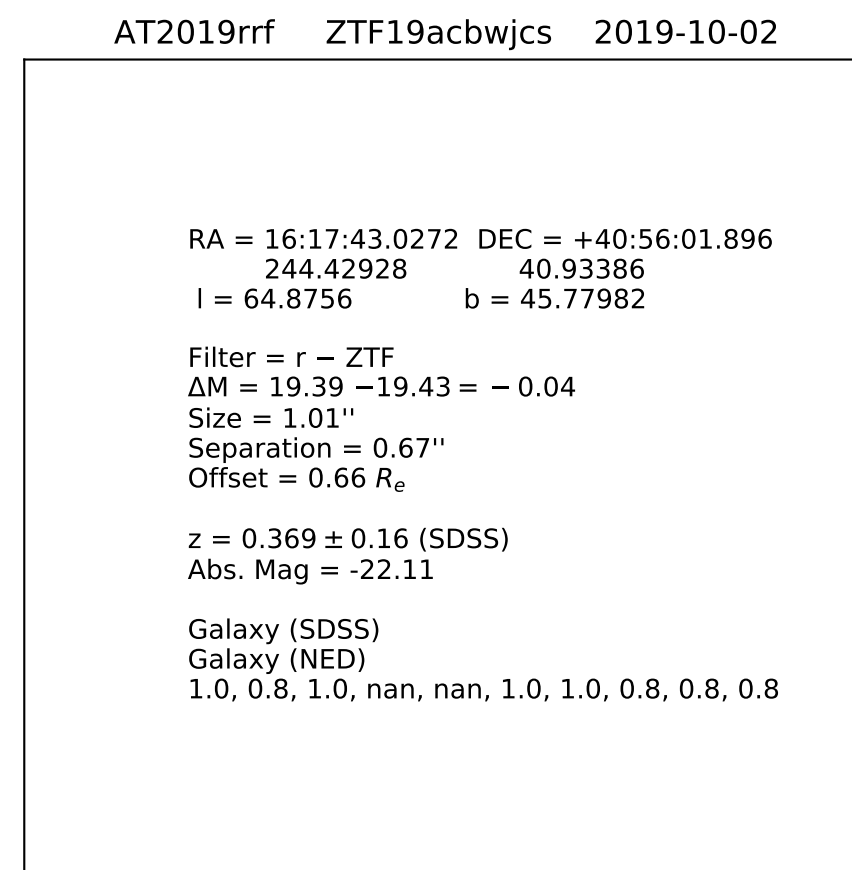 AT2019rrf ZTF19acbwjcs 2019-10-02
RA = 16:17:43.0272 DEC = +40:56:01.896
244.42928 40.93386
l = 64.8756 b = 45.77982
Filter = r − ZTF
ΔM = 19.39 −19.43 = − 0.04
Size = 1.01''
Separation = 0.67''
Offset = 0.66 Rₑ
z = 0.369 ± 0.16 (SDSS)
Abs. Mag = -22.11
Galaxy (SDSS)
Galaxy (NED)
1.0, 0.8, 1.0, nan, nan, 1.0, 1.0, 0.8, 0.8, 0.8